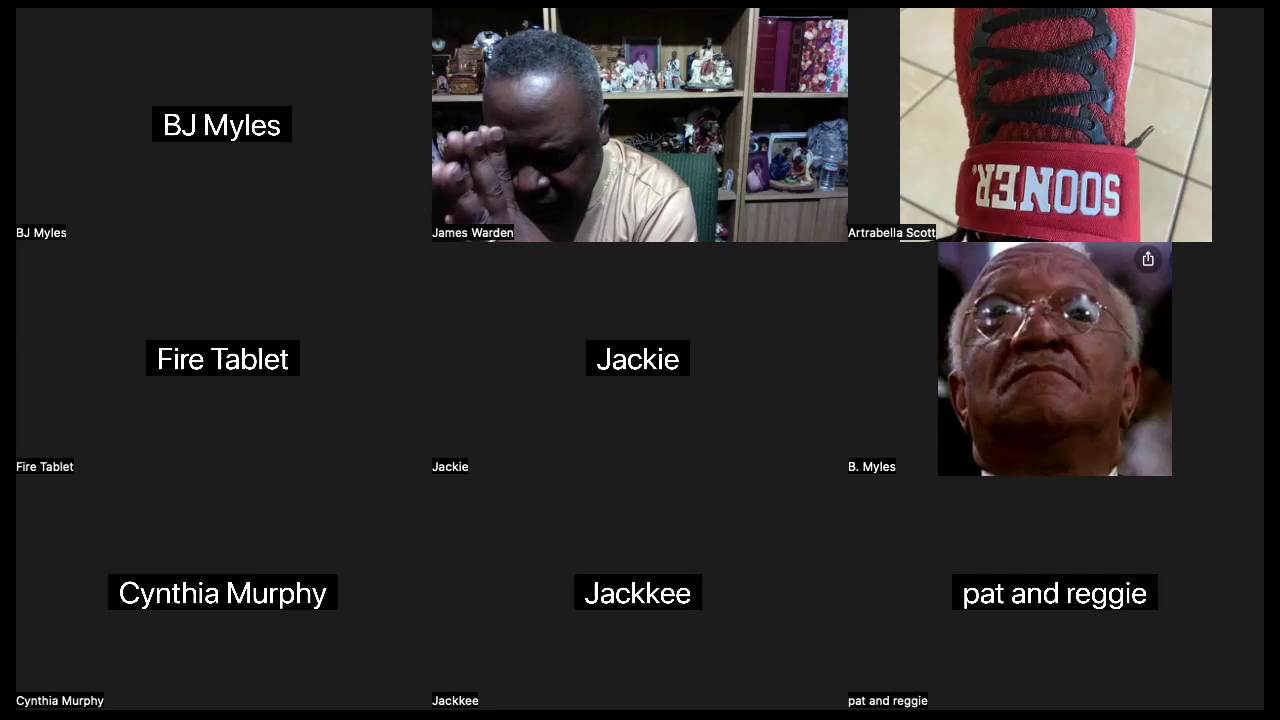 BJ Myles
BJ Myles
James Warden
SOONER®
Artrabella Scott
Fire Tablet
Fire Tablet
Jackie
Jackie
B. Myles
Cynthia Murphy
Cynthia Murphy
Jackkee
Jackkee
pat and reggie
pat and reggie